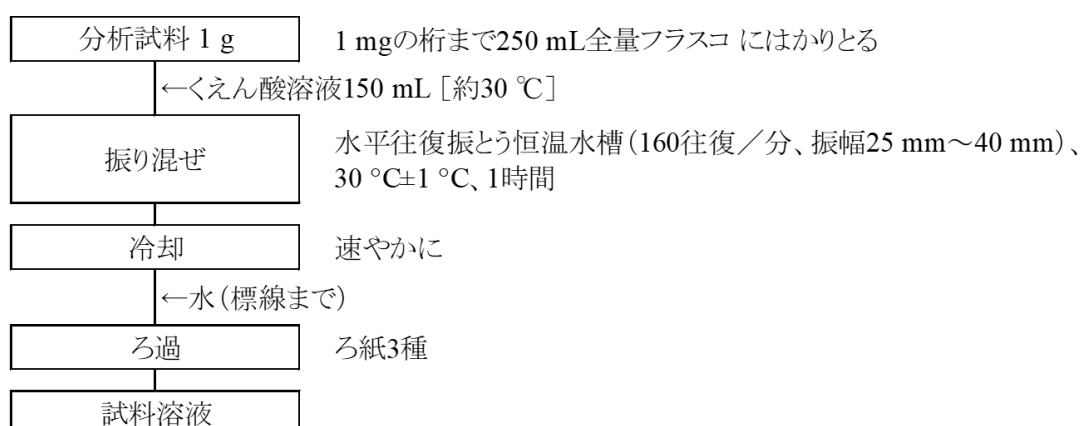 分析試料 1 g
1 mgの桁まで250 mL全量フラスコ にはかりとる
←くえん酸溶液150 mL [約30 ℃]
振り混ぜ
水平往復振とう恒温水槽(160往復/分、振幅25 mm~40 mm)、
30 °C±1 °C、1時間
冷却
速やかに
←水(標線まで)
ろ過
ろ紙3種
試料溶液